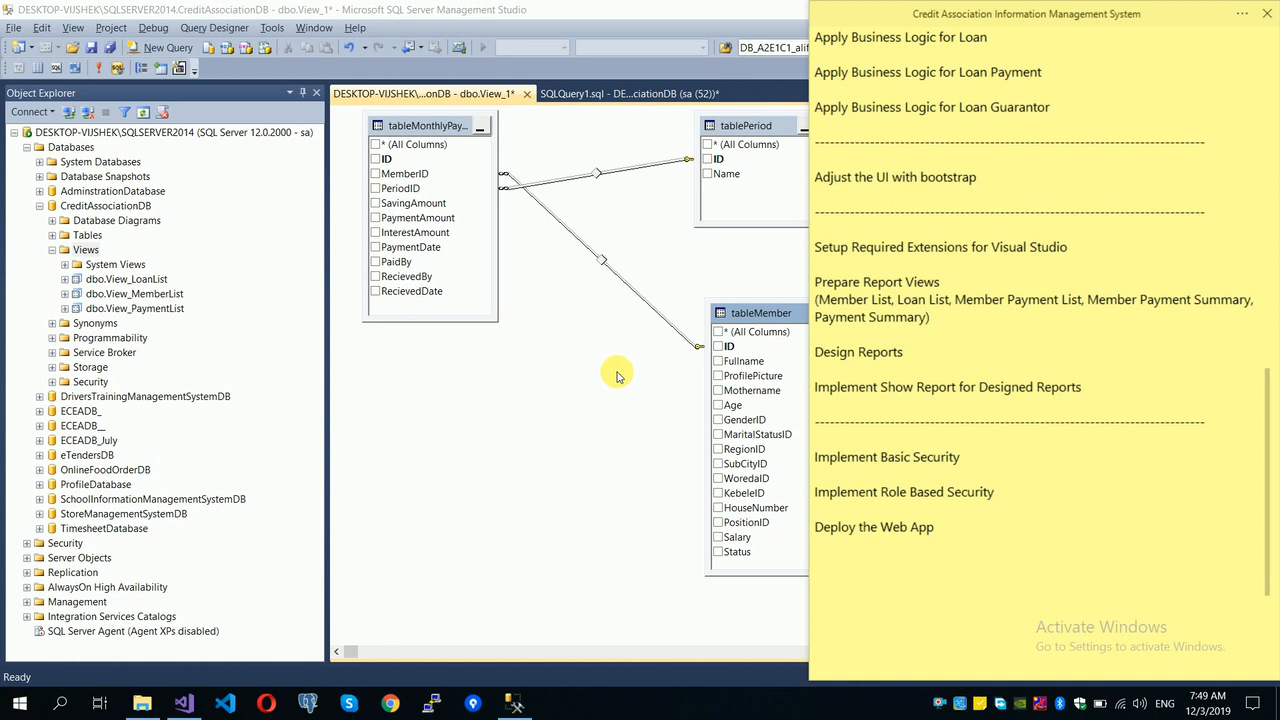 DESKTOP-VIJSHEK\SQLSERVER2014.CreditAssociationDB - dbo.View_1* - Microsoft SQL Server Management Studio
File Edit View Project Debug Query Designer Tools Window Help
New Query
DB_A2E1C1_alif
Object Explorer
Connect
DESKTOP-VIJSHEK\SQLSERVER2014 (SQL Server 12.0.2000 - sa)
Databases
System Databases
Database Snapshots
AdminstrationDatabase
CreditAssociationDB
Database Diagrams
Tables
Views
System Views
dbo.View_LoanList
dbo.View_MemberList
dbo.View_PaymentList
Synonyms
Programmability
Service Broker
Storage
Security
DriversTrainingManagementSystemDB
ECEADB_
ECEADB__
ECEADB_July
eTendersDB
OnlineFoodOrderDB
ProfileDatabase
SchoolInformationManagementSystemDB
StoreManagementSystemDB
TimesheetDatabase
Security
Server Objects
Replication
AlwaysOn High Availability
Management
Integration Services Catalogs
SQL Server Agent (Agent XPs disabled)
DESKTOP-VIJSHEK\...onDB - dbo.View_1* SQLQuery1.sql - DE...ciationDB (sa (52))*
tableMonthlyPay...
* (All Columns)
ID
MemberID
PeriodID
SavingAmount
PaymentAmount
InterestAmount
PaymentDate
PaidBy
RecievedBy
RecievedDate
tablePeriod
* (All Columns)
ID
Name
tableMember
* (All Columns)
ID
Fullname
ProfilePicture
Mothername
Age
GenderID
MaritalStatusID
RegionID
SubCityID
WoredaID
KebeleID
HouseNumber
PositionID
Salary
Status
Credit Association Information Management System
Apply Business Logic for Loan
Apply Business Logic for Loan Payment
Apply Business Logic for Loan Guarantor
------------------------------------------------------------------------------
Adjust the UI with bootstrap
------------------------------------------------------------------------------
Setup Required Extensions for Visual Studio
Prepare Report Views
(Member List, Loan List, Member Payment List, Member Payment Summary,
Payment Summary)
Design Reports
Implement Show Report for Designed Reports
------------------------------------------------------------------------------
Implement Basic Security
Implement Role Based Security
Deploy the Web App
Activate Windows
Go to Settings to activate Windows.
Ready
ENG
7:49 AM
12/3/2019